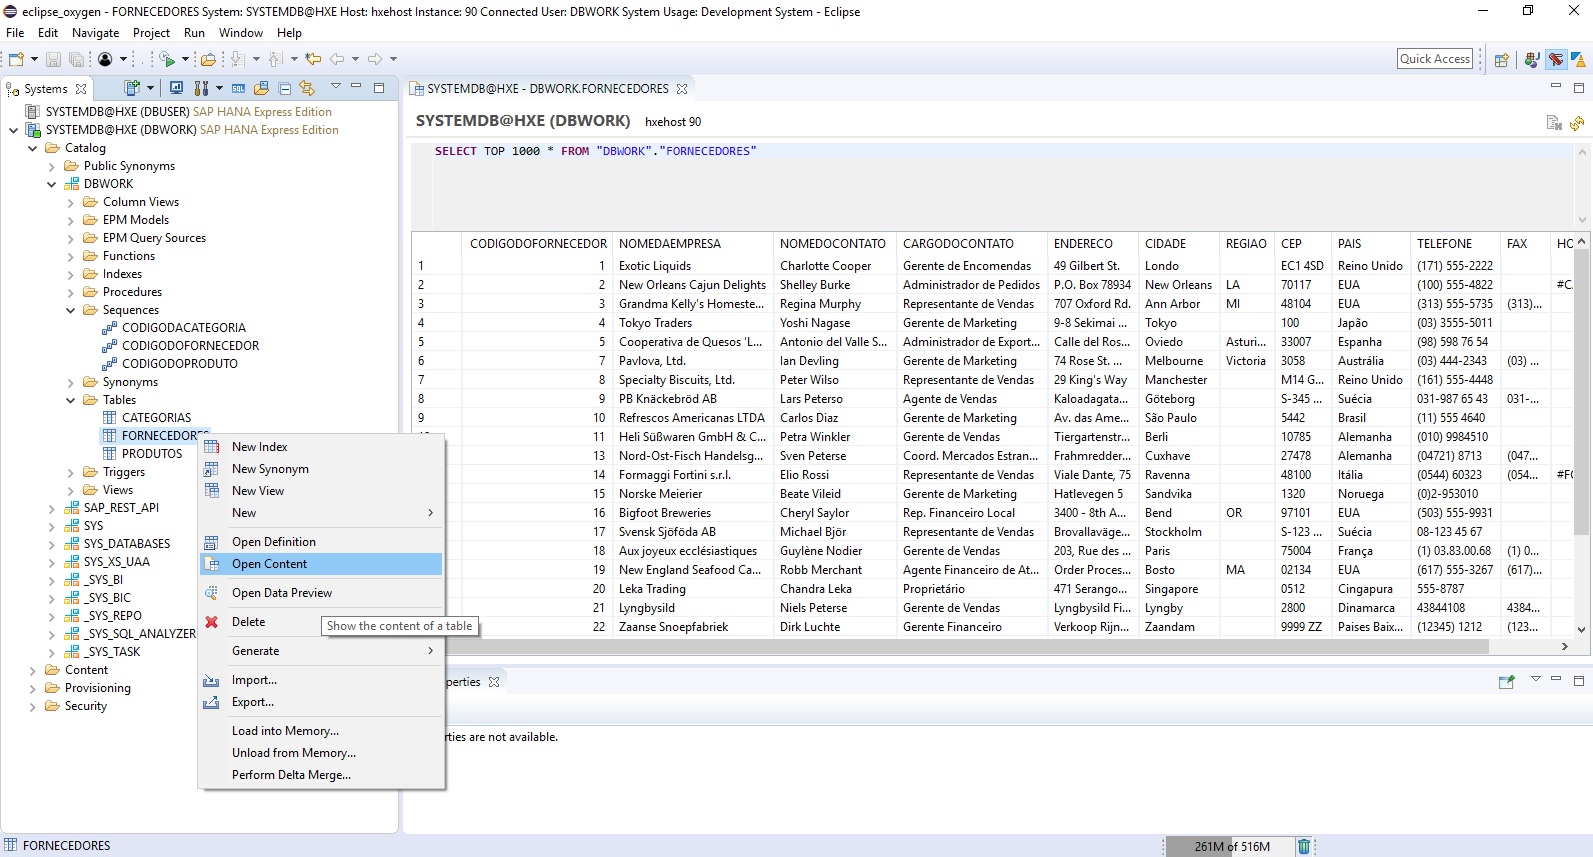 eclipse_oxygen - FORNECEDORES System: SYSTEMDB@HXE Host: hxehost Instance: 90 Connected User: DBWORK System Usage: Development System - Eclipse
File Edit Navigate Project Run Window Help
Quick Access
Systems
SYSTEMDB@HXE (DBUSER) SAP HANA Express Edition
SYSTEMDB@HXE (DBWORK) SAP HANA Express Edition
Catalog
Public Synonyms
DBWORK
Column Views
EPM Models
EPM Query Sources
Functions
Indexes
Procedures
Sequences
CODIGODACATEGORIA
CODIGODOFORNECEDOR
CODIGODOPRODUTO
Synonyms
Tables
CATEGORIAS
FORNECEDORES
PRODUTOS
Triggers
Views
SAP_REST_API
SYS
SYS_DATABASES
SYS_XS_UAA
_SYS_BI
_SYS_BIC
_SYS_REPO
_SYS_SQL_ANALYZER
_SYS_TASK
Content
Provisioning
Security
New Index
New Synonym
New View
New
Open Definition
Open Content
Open Data Preview
Delete
Show the content of a table
Generate
Import...
Export...
Load into Memory...
Unload from Memory...
Perform Delta Merge...
SYSTEMDB@HXE - DBWORK.FORNECEDORES
SYSTEMDB@HXE (DBWORK) hxehost 90
SELECT TOP 1000 * FROM "DBWORK"."FORNECEDORES"
CODIGODOFORNECEDOR NOMEDAEMPRESA NOMEDOCONTATO CARGODOCONTATO ENDERECO CIDADE REGIAO CEP PAIS TELEFONE FAX HO
1 1 Exotic Liquids Charlotte Cooper Gerente de Encomendas 49 Gilbert St. Londo EC1 4SD Reino Unido (171) 555-2222
2 2 New Orleans Cajun Delights Shelley Burke Administrador de Pedidos P.O. Box 78934 New Orleans LA 70117 EUA (100) 555-4822 #CA
3 3 Grandma Kelly's Homeste... Regina Murphy Representante de Vendas 707 Oxford Rd. Ann Arbor MI 48104 EUA (313) 555-5735 (313)...
4 4 Tokyo Traders Yoshi Nagase Gerente de Marketing 9-8 Sekimai ... Tokyo 100 Japão (03) 3555-5011
5 5 Cooperativa de Quesos 'L... Antonio del Valle S... Administrador de Export... Calle del Ros... Oviedo Asturi... 33007 Espanha (98) 598 76 54
6 7 Pavlova, Ltd. Ian Devling Gerente de Marketing 74 Rose St. ... Melbourne Victoria 3058 Austrália (03) 444-2343 (03) ...
7 8 Specialty Biscuits, Ltd. Peter Wilso Representante de Vendas 29 King's Way Manchester M14 G... Reino Unido (161) 555-4448
8 9 PB Knäckebröd AB Lars Peterso Agente de Vendas Kaloadagata... Göteborg S-345 ... Suécia 031-987 65 43 031-...
9 10 Refrescos Americanas LTDA Carlos Diaz Gerente de Marketing Av. das Ame... São Paulo 5442 Brasil (11) 555 4640
11 Heli Süßwaren GmbH & C... Petra Winkler Gerente de Vendas Tiergartenstr... Berli 10785 Alemanha (010) 9984510
13 Nord-Ost-Fisch Handelsg... Sven Peterse Coord. Mercados Estran... Frahmredder... Cuxhave 27478 Alemanha (04721) 8713 (047...
14 Formaggi Fortini s.r.l. Elio Rossi Representante de Vendas Viale Dante, 75 Ravenna 48100 Itália (0544) 60323 (054... #FO
15 Norske Meierier Beate Vileid Gerente de Marketing Hatlevegen 5 Sandvika 1320 Noruega (0)2-953010
16 Bigfoot Breweries Cheryl Saylor Rep. Financeiro Local 3400 - 8th A... Bend OR 97101 EUA (503) 555-9931
17 Svensk Sjöföda AB Michael Björ Representante de Vendas Brovallaväge... Stockholm S-123 ... Suécia 08-123 45 67
18 Aux joyeux ecclésiastiques Guylène Nodier Gerente de Vendas 203, Rue des ... Paris 75004 França (1) 03.83.00.68 (1) 0...
19 New England Seafood Ca... Robb Merchant Agente Financeiro de At... Order Proces... Bosto MA 02134 EUA (617) 555-3267 (617)...
20 Leka Trading Chandra Leka Proprietário 471 Serango... Cingapura 0512 Cingapura 555-8787
21 Lyngbysild Niels Peterse Gerente de Vendas Lyngbysild Fi... Lyngby 2800 Dinamarca 43844108 4384...
22 Zaanse Snoepfabriek Dirk Luchte Gerente Financeiro Verkoop Rijn... Zaandam 9999 ZZ Paises Baix... (12345) 1212 (123...
perties
rties are not available.
FORNECEDORES
261M of 516M